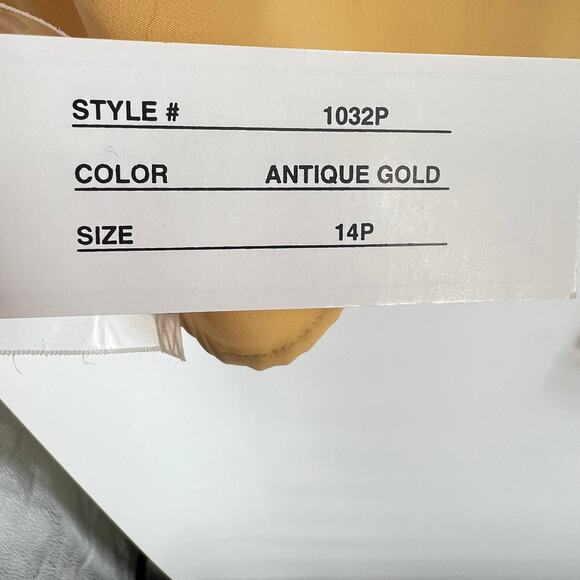 STYLE # 1032P
COLOR ANTIQUE GOLD
SIZE 14P